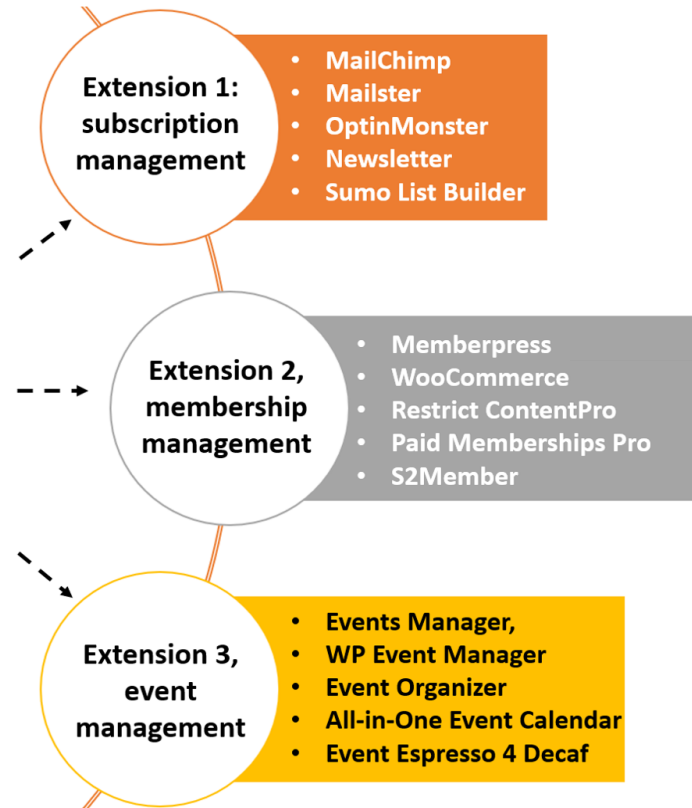 Extension 1:
subscription
management
• MailChimp
• Mailster
• OptinMonster
• Newsletter
• Sumo List Builder
Extension 2,
membership
management
• Memberpress
• WooCommerce
• Restrict ContentPro
• Paid Memberships Pro
• S2Member
Extension 3,
event
management
• Events Manager,
• WP Event Manager
• Event Organizer
• All-in-One Event Calendar
• Event Espresso 4 Decaf